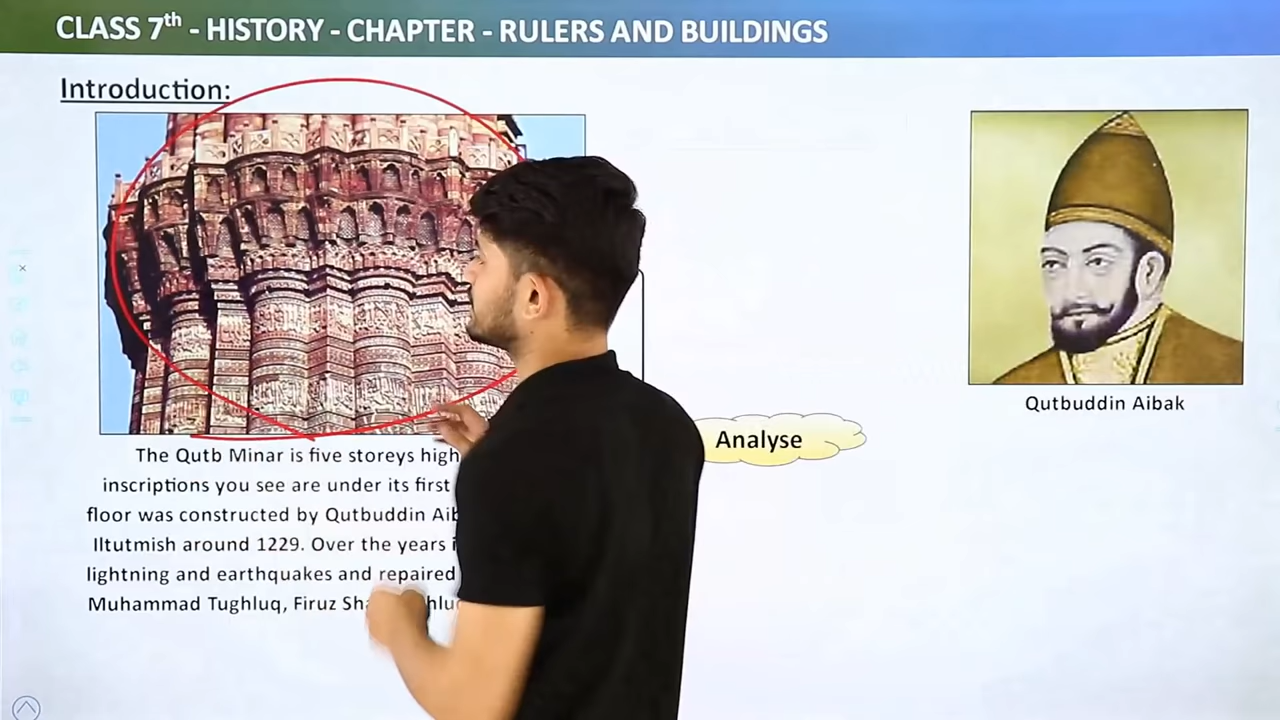 CLASS 7th - HISTORY - CHAPTER - RULERS AND BUILDINGS
Introduction:
Qutbuddin Aibak
Analyse
The Qutb Minar is five storeys high
inscriptions you see are under its first
floor was constructed by Qutbuddin
Iltutmish around 1229. Over the years
lightning and earthquakes and repaired
Muhammad Tughluq, Firuz